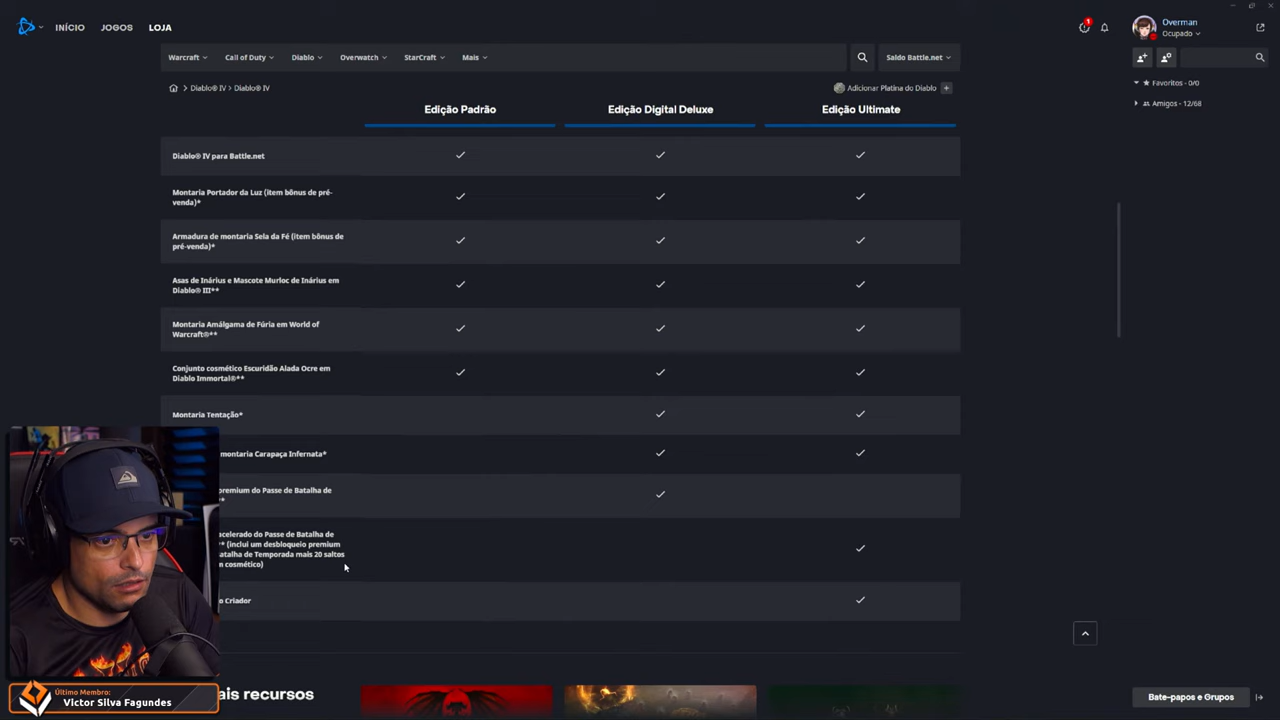 INÍCIO JOGOS LOJA
1
Overman
Ocupado
Warcraft Call of Duty Diablo Overwatch StarCraft Mais Saldo Battle.net
Favoritos - 0/0
Amigos - 12/68
Diablo® IV > Diablo® IV
Adicionar Platina do Diablo +
Edição Padrão Edição Digital Deluxe Edição Ultimate
Diablo® IV para Battle.net
Montaria Portador da Luz (item bônus de pré-
venda)*
Armadura de montaria Sela da Fé (item bônus de
pré-venda)*
Asas de Inárius e Mascote Murloc de Inárius em
Diablo® III**
Montaria Amálgama de Fúria em World of
Warcraft®**
Conjunto cosmético Escuridão Alada Ocre em
Diablo Immortal®**
Montaria Tentação*
montaria Carapaça Infernata*
premium do Passe de Batalha de
*
acelerado do Passe de Batalha de
* (inclui um desbloqueio premium
atalha de Temporada mais 20 saltos
m cosmético)
o Criador
ais recursos
Último Membro:
Victor Silva Fagundes
Bate-papos e Grupos